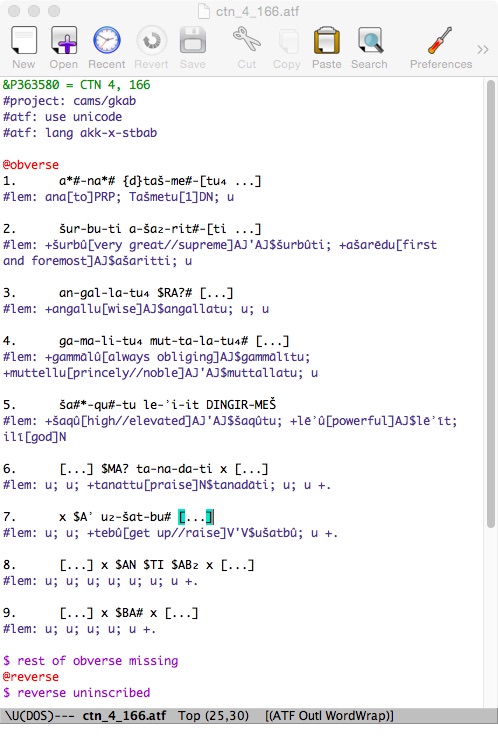 ctn_4_166.atf
New Open Recent Revert Save Cut Copy Paste Search Preferences »
&P363580 = CTN 4, 166
#project: cams/gkab
#atf: use unicode
#atf: lang akk-x-stbab
@obverse
1. a*#-na*# {d}taš-me#-[tu₄ ...]
#lem: ana[to]PRP; Tašmetu[1]DN; u
2. šur-bu-ti a-ša₂-rit#-[ti ...]
#lem: +šurbû[very great//supreme]AJ'AJ$šurbûti; +ašarēdu[first
and foremost]AJ$ašaritti; u
3. an-gal-la-tu₄ $RA?# [...]
#lem: +angallu[wise]AJ$angallatu; u; u
4. ga-ma-li-tu₄ mut-ta-la-tu₄# [...]
#lem: +gammālû[always obliging]AJ$gammālītu;
+muttellu[princely//noble]AJ'AJ$muttallatu; u
5. ša#*-qu#-tu le-ʾi-it DINGIR-MEŠ
#lem: +šaqû[high//elevated]AJ'AJ$šaqûtu; +lēʾû[powerful]AJ$lēʾīt;
ilī[god]N
6. [...] $MA? ta-na-da-ti x [...]
#lem: u; u; +tanattu[praise]N$tanadāti; u; u +.
7. x $Aʾ u₂-šat-bu# [...]
#lem: u; u; +tebû[get up//raise]V'V$ušatbû; u +.
8. [...] x $AN $TI $AB₂ x [...]
#lem: u; u; u; u; u; u; u +.
9. [...] x $BA# x [...]
#lem: u; u; u; u; u +.
$ rest of obverse missing
@reverse
$ reverse uninscribed
\U(DOS)--- ctn_4_166.atf Top (25,30) [(ATF Outl WordWrap)]